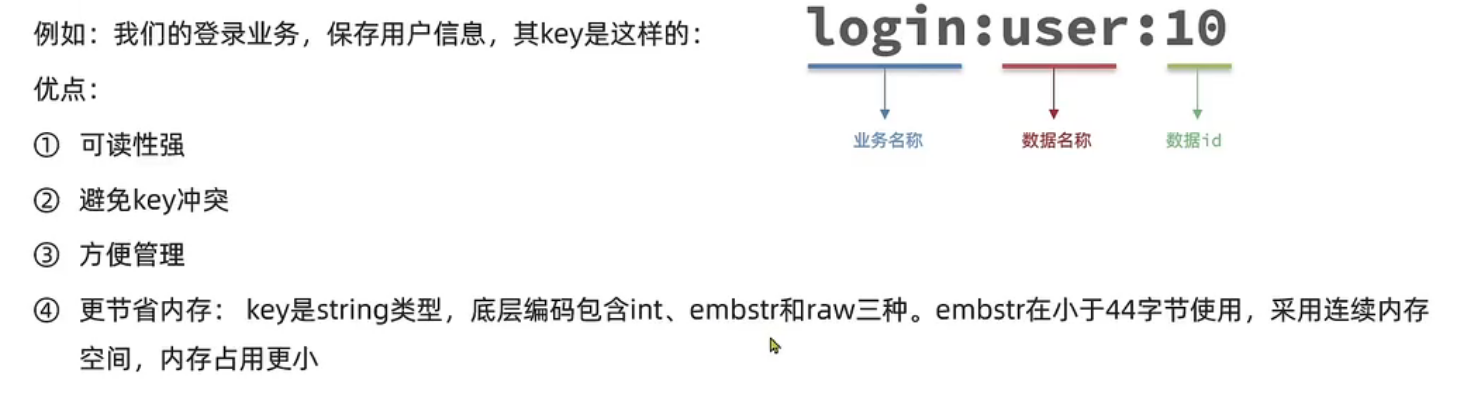 例如：我们的登录业务，保存用户信息，其key是这样的：
login:user:10
业务名称
数据名称
数据id
优点：
① 可读性强
② 避免key冲突
③ 方便管理
④ 更节省内存： key是string类型，底层编码包含int、embstr和raw三种。embstr在小于44字节使用，采用连续内存
空间，内存占用更小